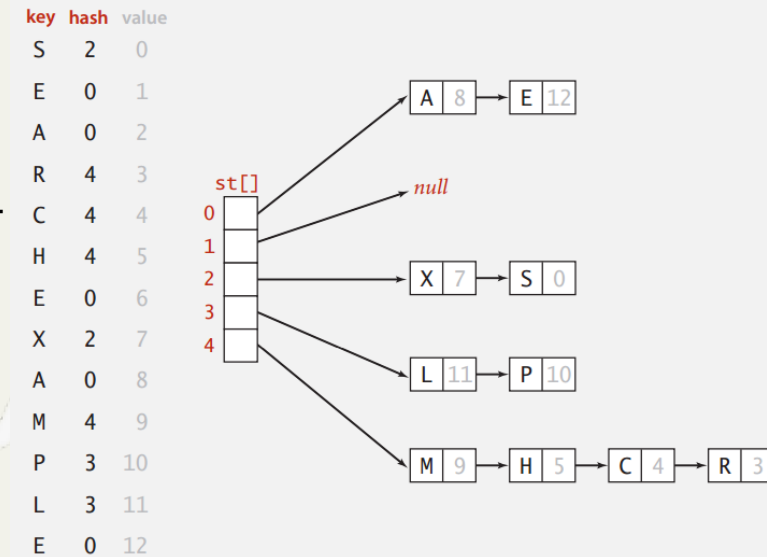 key hash value
S 2 0
E 0 1
A 0 2
R 4 3
C 4 4
H 4 5
E 0 6
X 2 7
A 0 8
M 4 9
P 3 10
L 3 11
E 0 12
st[]
0
1
2
3
4
A 8 E 12
null
X 7 S 0
L 11 P 10
M 9 H 5 C 4 R 3